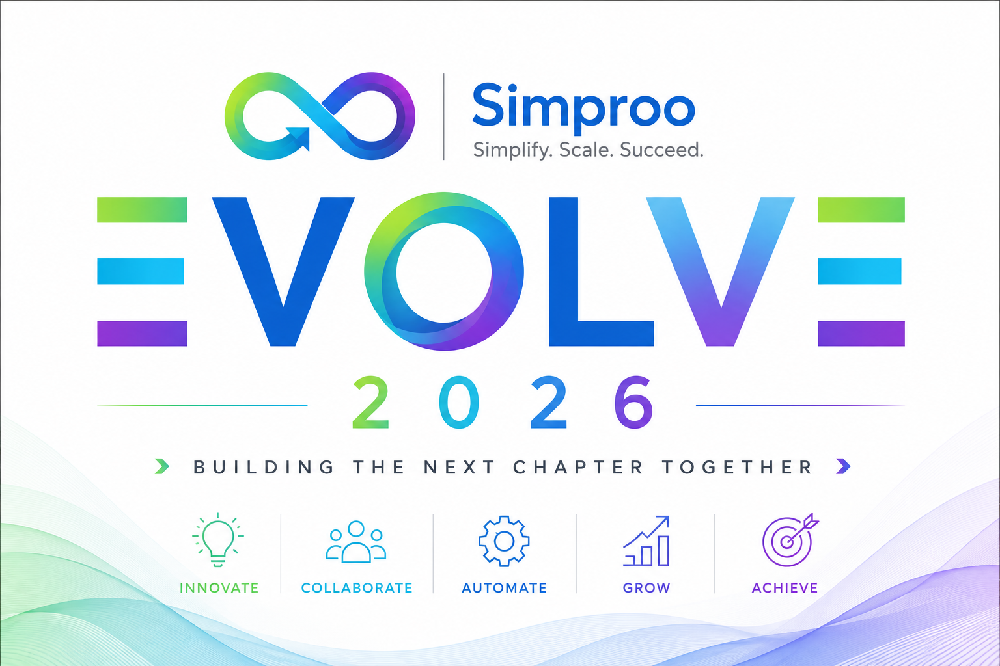 Simproo
Simplify. Scale. Succeed.
EVOLVE
2026
BUILDING THE NEXT CHAPTER TOGETHER
INNOVATE
COLLABORATE
AUTOMATE
GROW
ACHIEVE